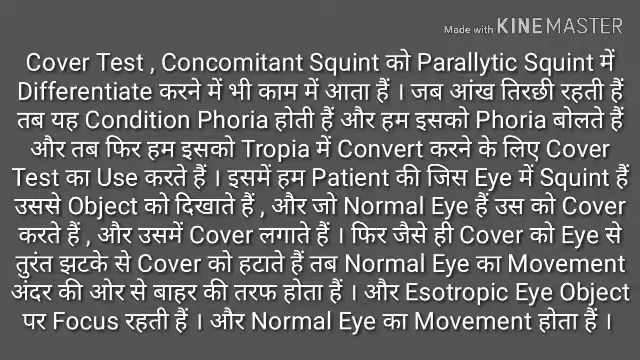 Made with KINEMASTER
Cover Test , Concomitant Squint को Parallytic Squint में
Differentiate करने में भी काम में आता हैं । जब आंख तिरछी रहती हैं
तब यह Condition Phoria होती हैं और हम इसको Phoria बोलते हैं
और तब फिर हम इसको Tropia में Convert करने के लिए Cover
Test का Use करते हैं । इसमें हम Patient की जिस Eye में Squint हैं
उससे Object को दिखाते हैं , और जो Normal Eye हैं उस को Cover
करते हैं , और उसमें Cover लगाते हैं । फिर जैसे ही Cover को Eye से
तुरंत झटके से Cover को हटाते हैं तब Normal Eye का Movement
अंदर की ओर से बाहर की तरफ होता हैं । और Esotropic Eye Object
पर Focus रहती हैं । और Normal Eye का Movement होता हैं ।